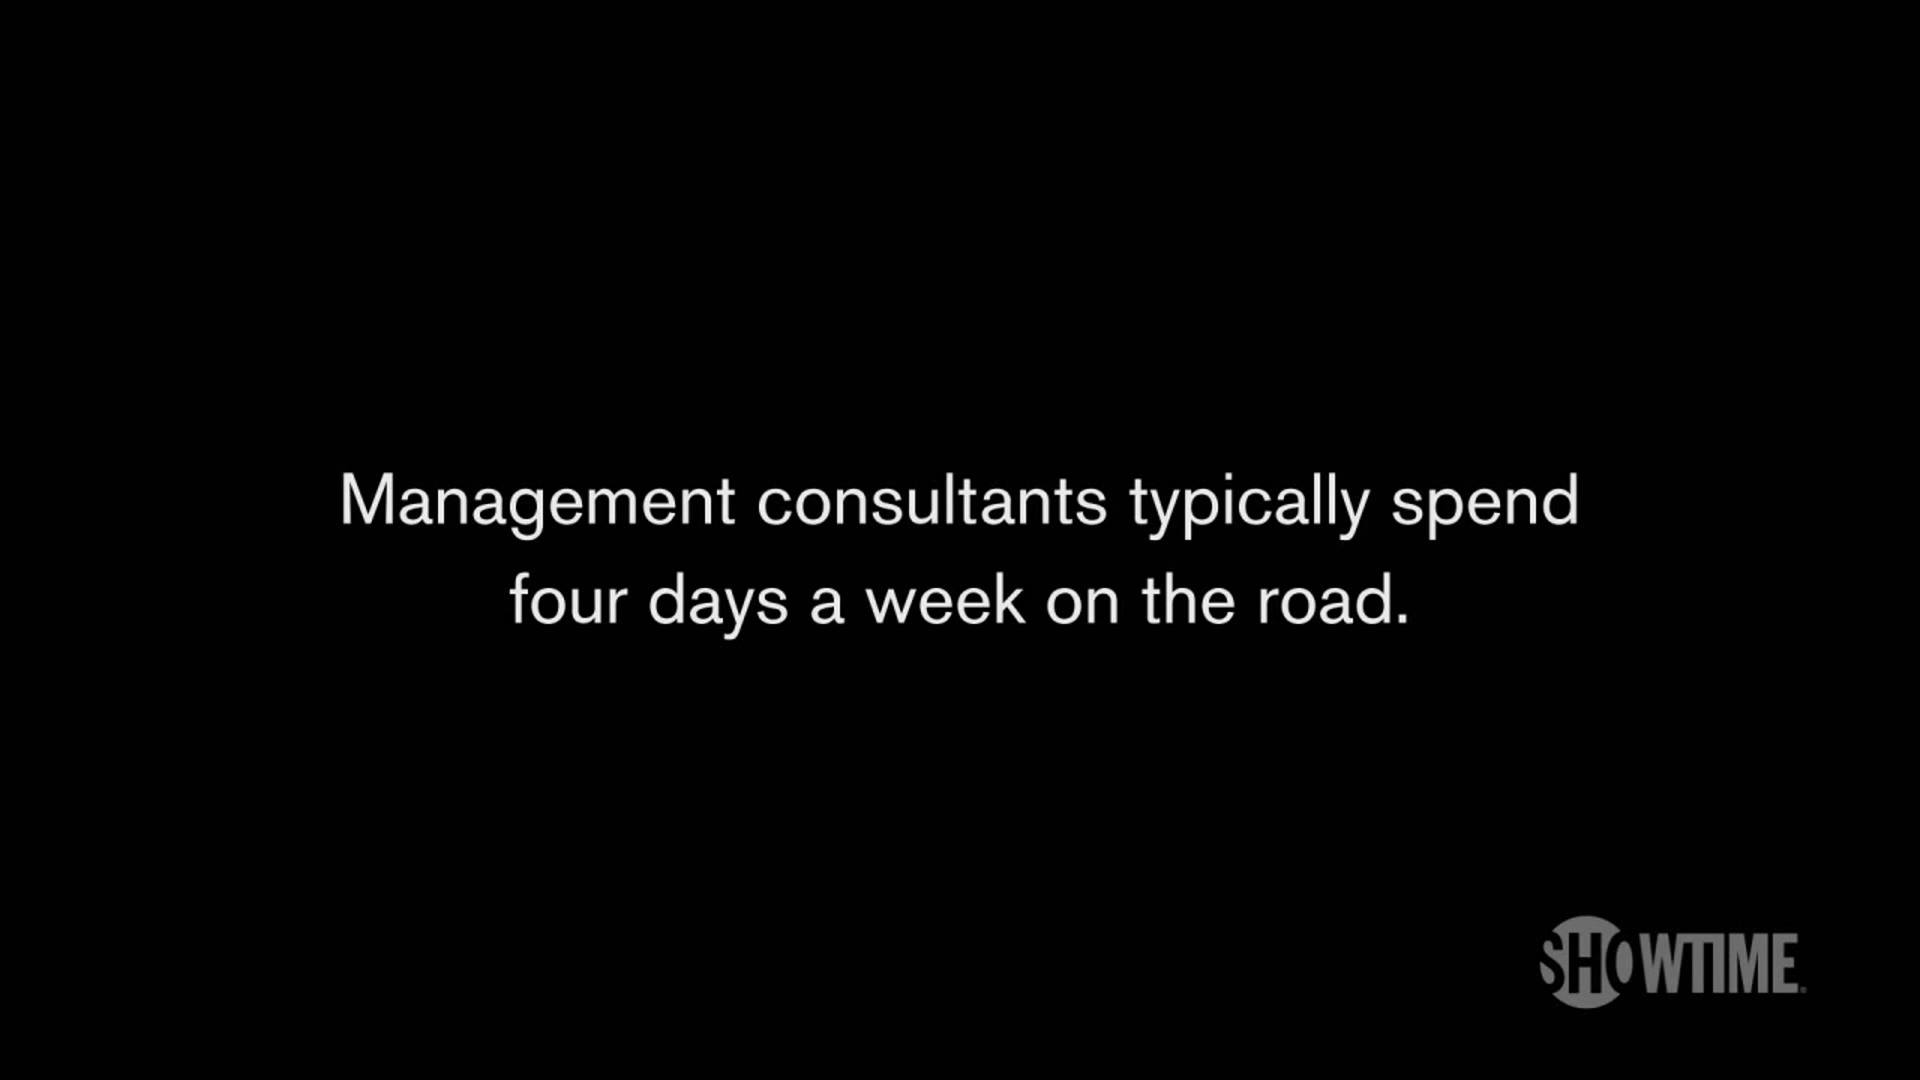 Management consultants typically spend
four days a week on the road.
SHOWTIME